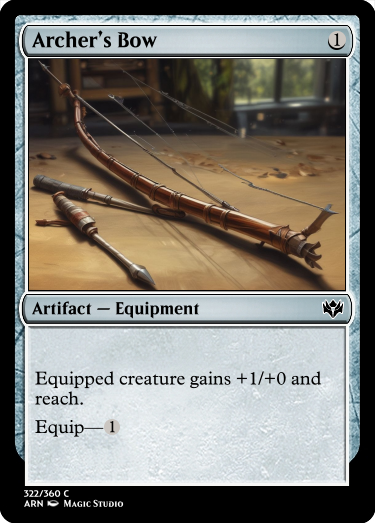 Archer's Bow 1
Artifact — Equipment
Equipped creature gains +1/+0 and
reach.
Equip—1
322/360 C
ARN Magic Studio